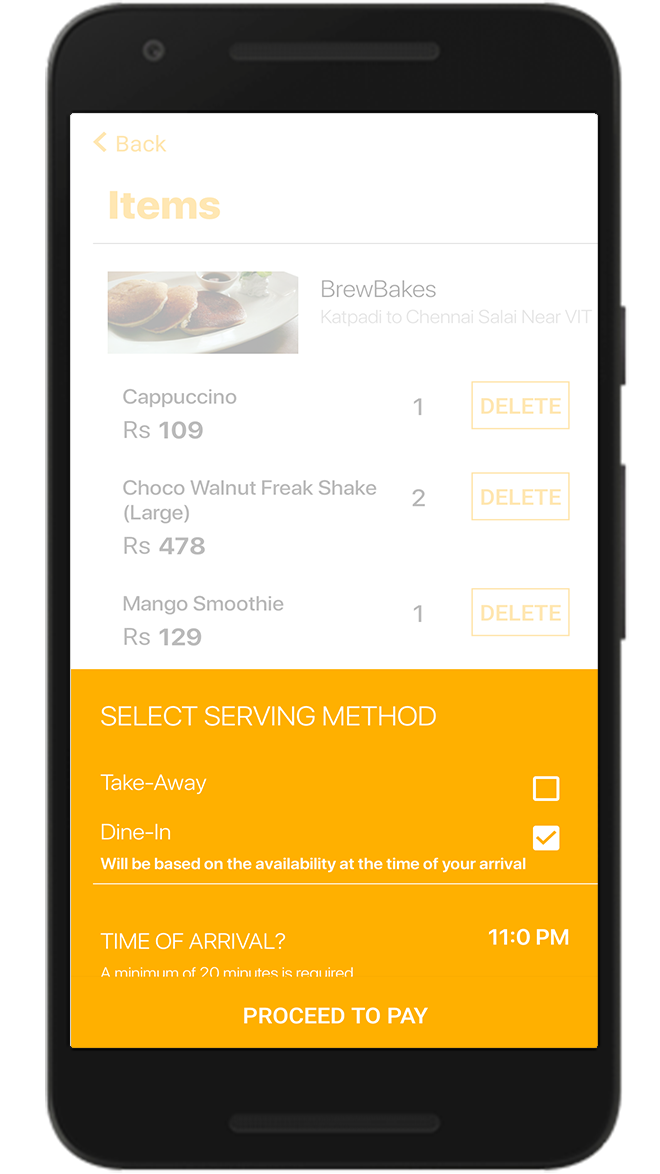 Back
Items
BrewBakes
Katpadi to Chennai Salai Near VIT
Cappuccino
1
DELETE
Rs 109
Choco Walnut Freak Shake
(Large)
2
DELETE
Rs 478
Mango Smoothie
1
DELETE
Rs 129
SELECT SERVING METHOD
Take-Away
Dine-In
Will be based on the availability at the time of your arrival
TIME OF ARRIVAL?
11:0 PM
A minimum of 20 minutes is required
PROCEED TO PAY